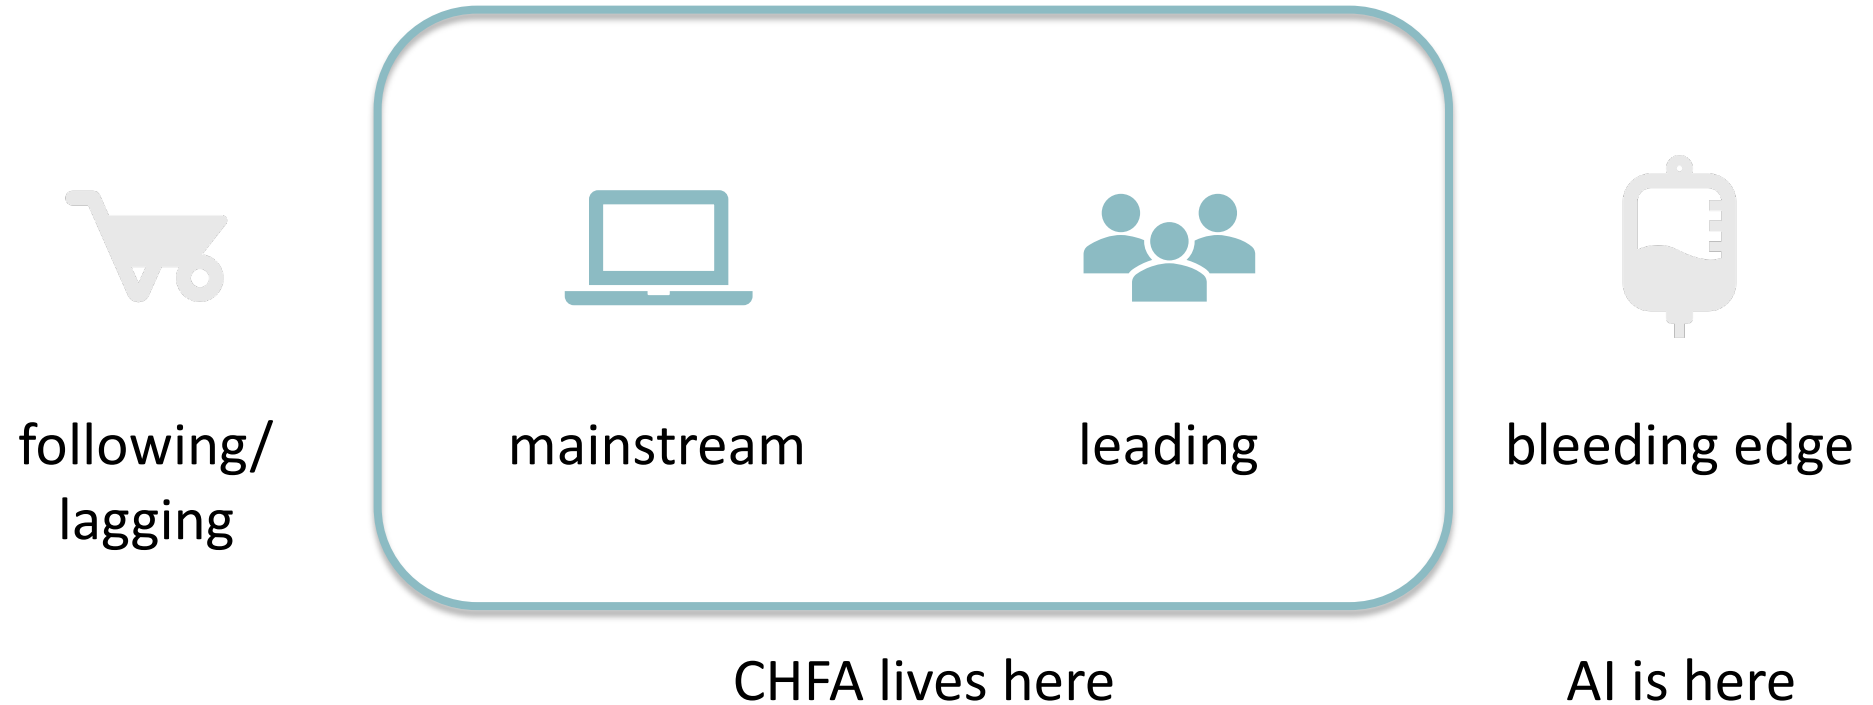 following/
lagging
mainstream
leading
bleeding edge
CHFA lives here
AI is here